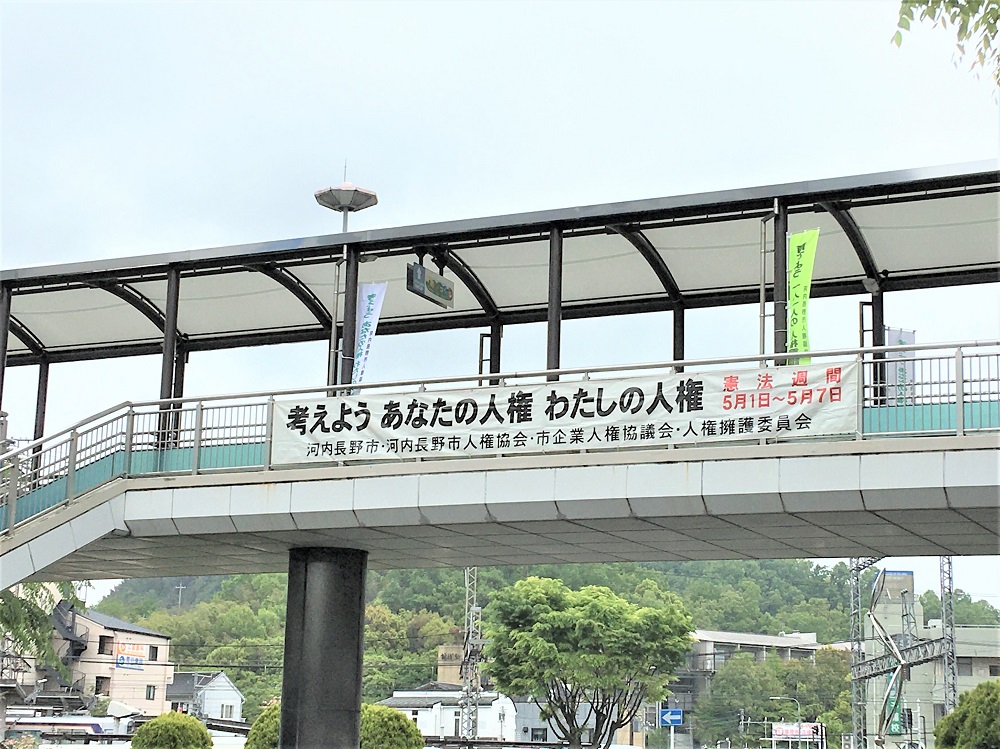 考えよう あなたの人権 わたしの人権
憲法週間
5月1日～5月7日
河内長野市・河内長野市人権協会・市企業人権協議会・人権擁護委員会